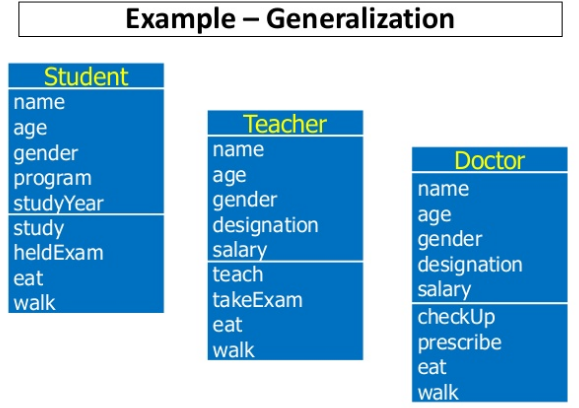 Example – Generalization
Student
name
age
gender
program
studyYear
study
heldExam
eat
walk
Teacher
name
age
gender
designation
salary
teach
takeExam
eat
walk
Doctor
name
age
gender
designation
salary
checkUp
prescribe
eat
walk